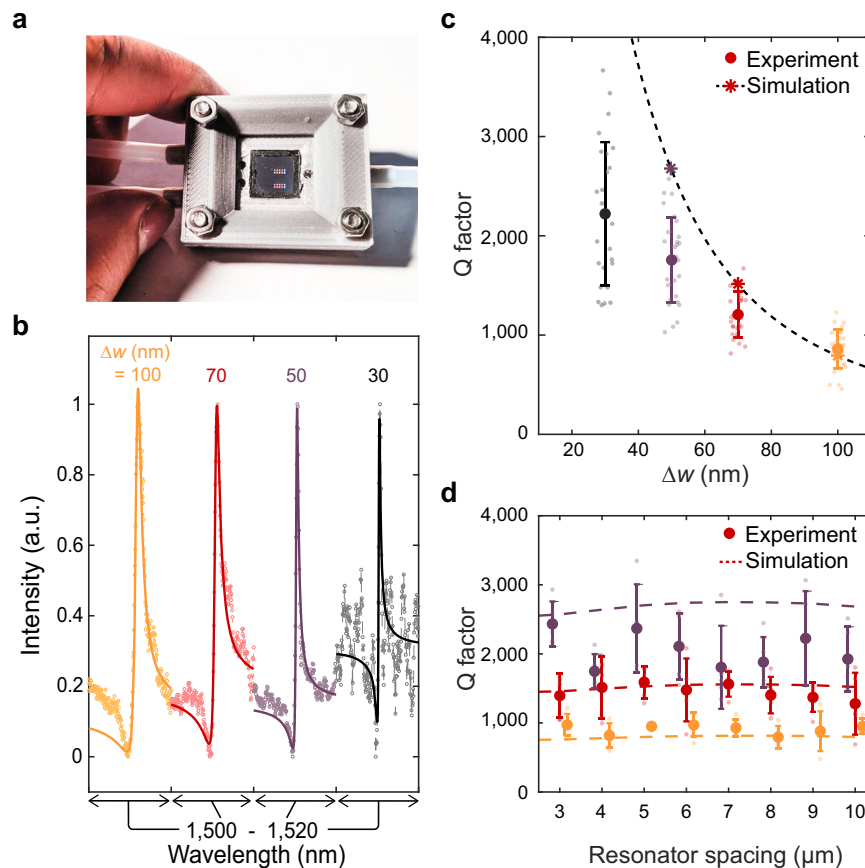 a
b
Δw (nm)
= 100
70
50
30
1
0.8
0.6
0.4
0.2
0
Intensity (a.u.)
1,500 - 1,520
Wavelength (nm)
c
4,000
3,000
2,000
1,000
0
Q factor
Experiment
Simulation
20 40 60 80 100
Δw (nm)
d
4,000
3,000
2,000
1,000
0
Q factor
Experiment
Simulation
3 4 5 6 7 8 9 10
Resonator spacing (μm)